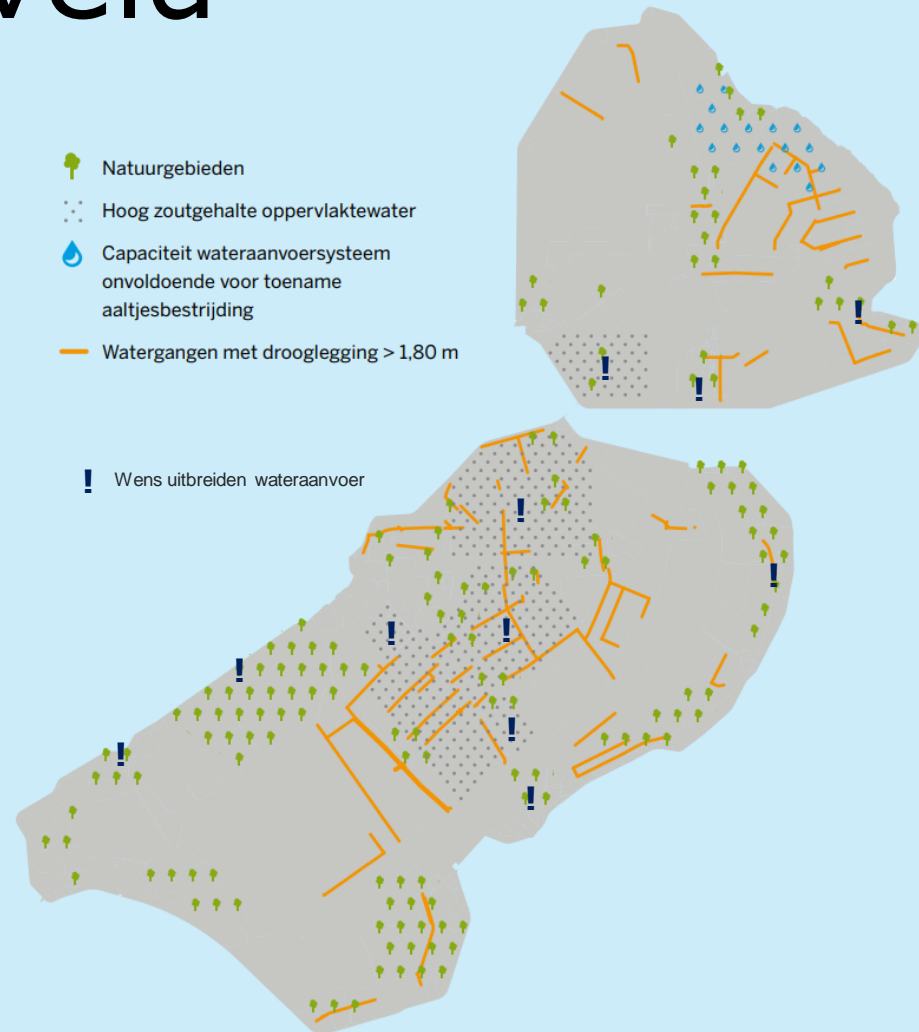 Natuurgebieden
Hoog zoutgehalte oppervlaktewater
Capaciteit wateraanvoersysteem
onvoldoende voor toename
aaltjesbestrijding
Watergangen met drooglegging > 1,80 m
Wens uitbreiden wateraanvoer